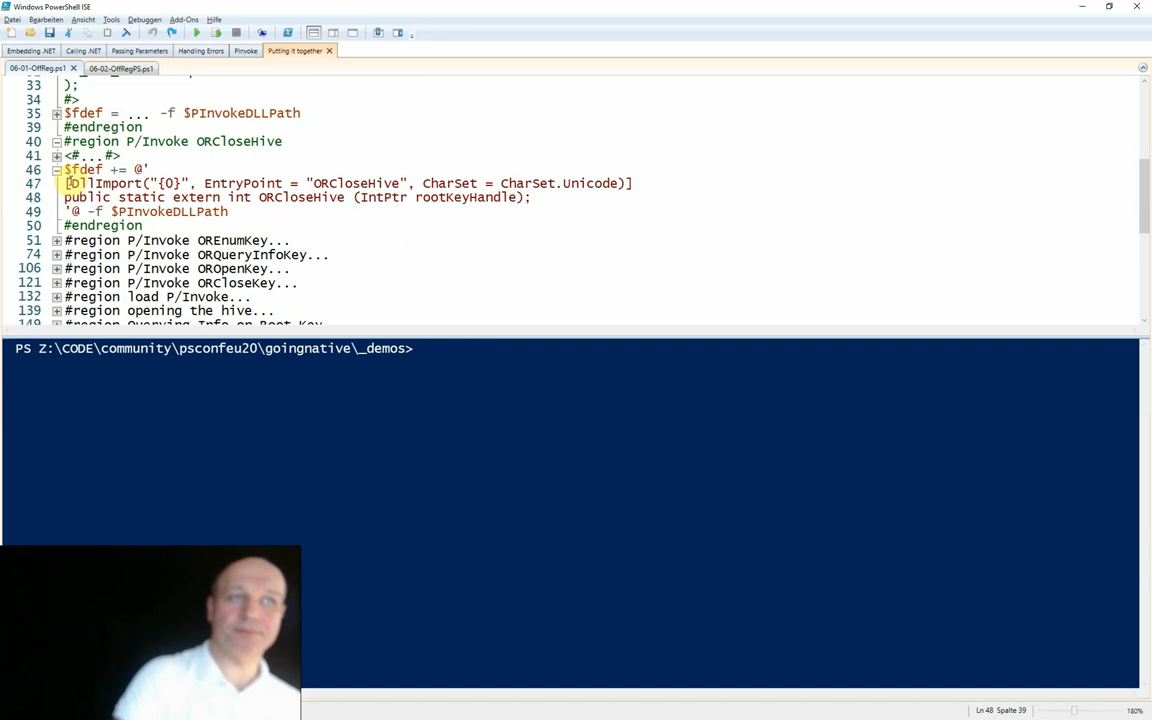 Windows PowerShell ISE
Datei Bearbeiten Ansicht Tools Debuggen Add-Ons Hilfe
Embedding .NET Calling .NET Passing Parameters Handling Errors PInvoke Putting it together
06-01-OffReg.ps1 06-02-OffRegPS.ps1
33 );
34 #>
35 $fdef = ... -f $PInvokeDLLPath
39 #endregion
40 #region P/Invoke ORCloseHive
41 <#...#>
46 $fdef += @'
47 [DllImport("{0}", EntryPoint = "ORCloseHive", CharSet = CharSet.Unicode)]
48 public static extern int ORCloseHive (IntPtr rootKeyHandle);
49 '@ -f $PInvokeDLLPath
50 #endregion
51 #region P/Invoke OREnumKey...
74 #region P/Invoke ORQueryInfoKey...
106 #region P/Invoke OROpenKey...
121 #region P/Invoke ORCloseKey...
132 #region load P/Invoke...
139 #region opening the hive...
149 #region Querying Info on Root Key
PS Z:\CODE\community\psconfeu20\goingnative\_demos>
Ln 48 Spalte 39 180%